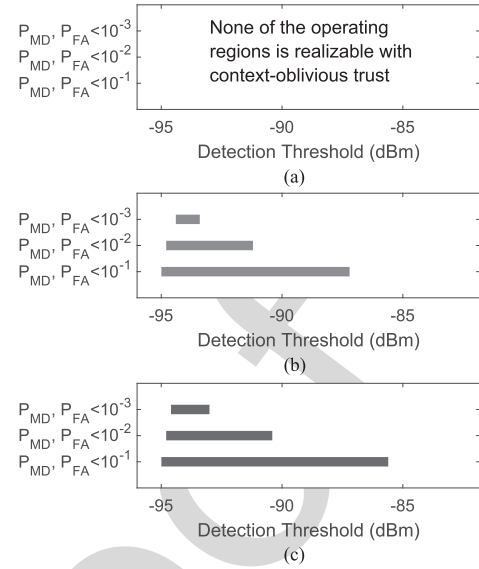 P_MD, P_FA<10^-3
P_MD, P_FA<10^-2
P_MD, P_FA<10^-1
None of the operating
regions is realizable with
context-oblivious trust
-95 -90 -85
Detection Threshold (dBm)
(a)
P_MD, P_FA<10^-3
P_MD, P_FA<10^-2
P_MD, P_FA<10^-1
-95 -90 -85
Detection Threshold (dBm)
(b)
P_MD, P_FA<10^-3
P_MD, P_FA<10^-2
P_MD, P_FA<10^-1
-95 -90 -85
Detection Threshold (dBm)
(c)